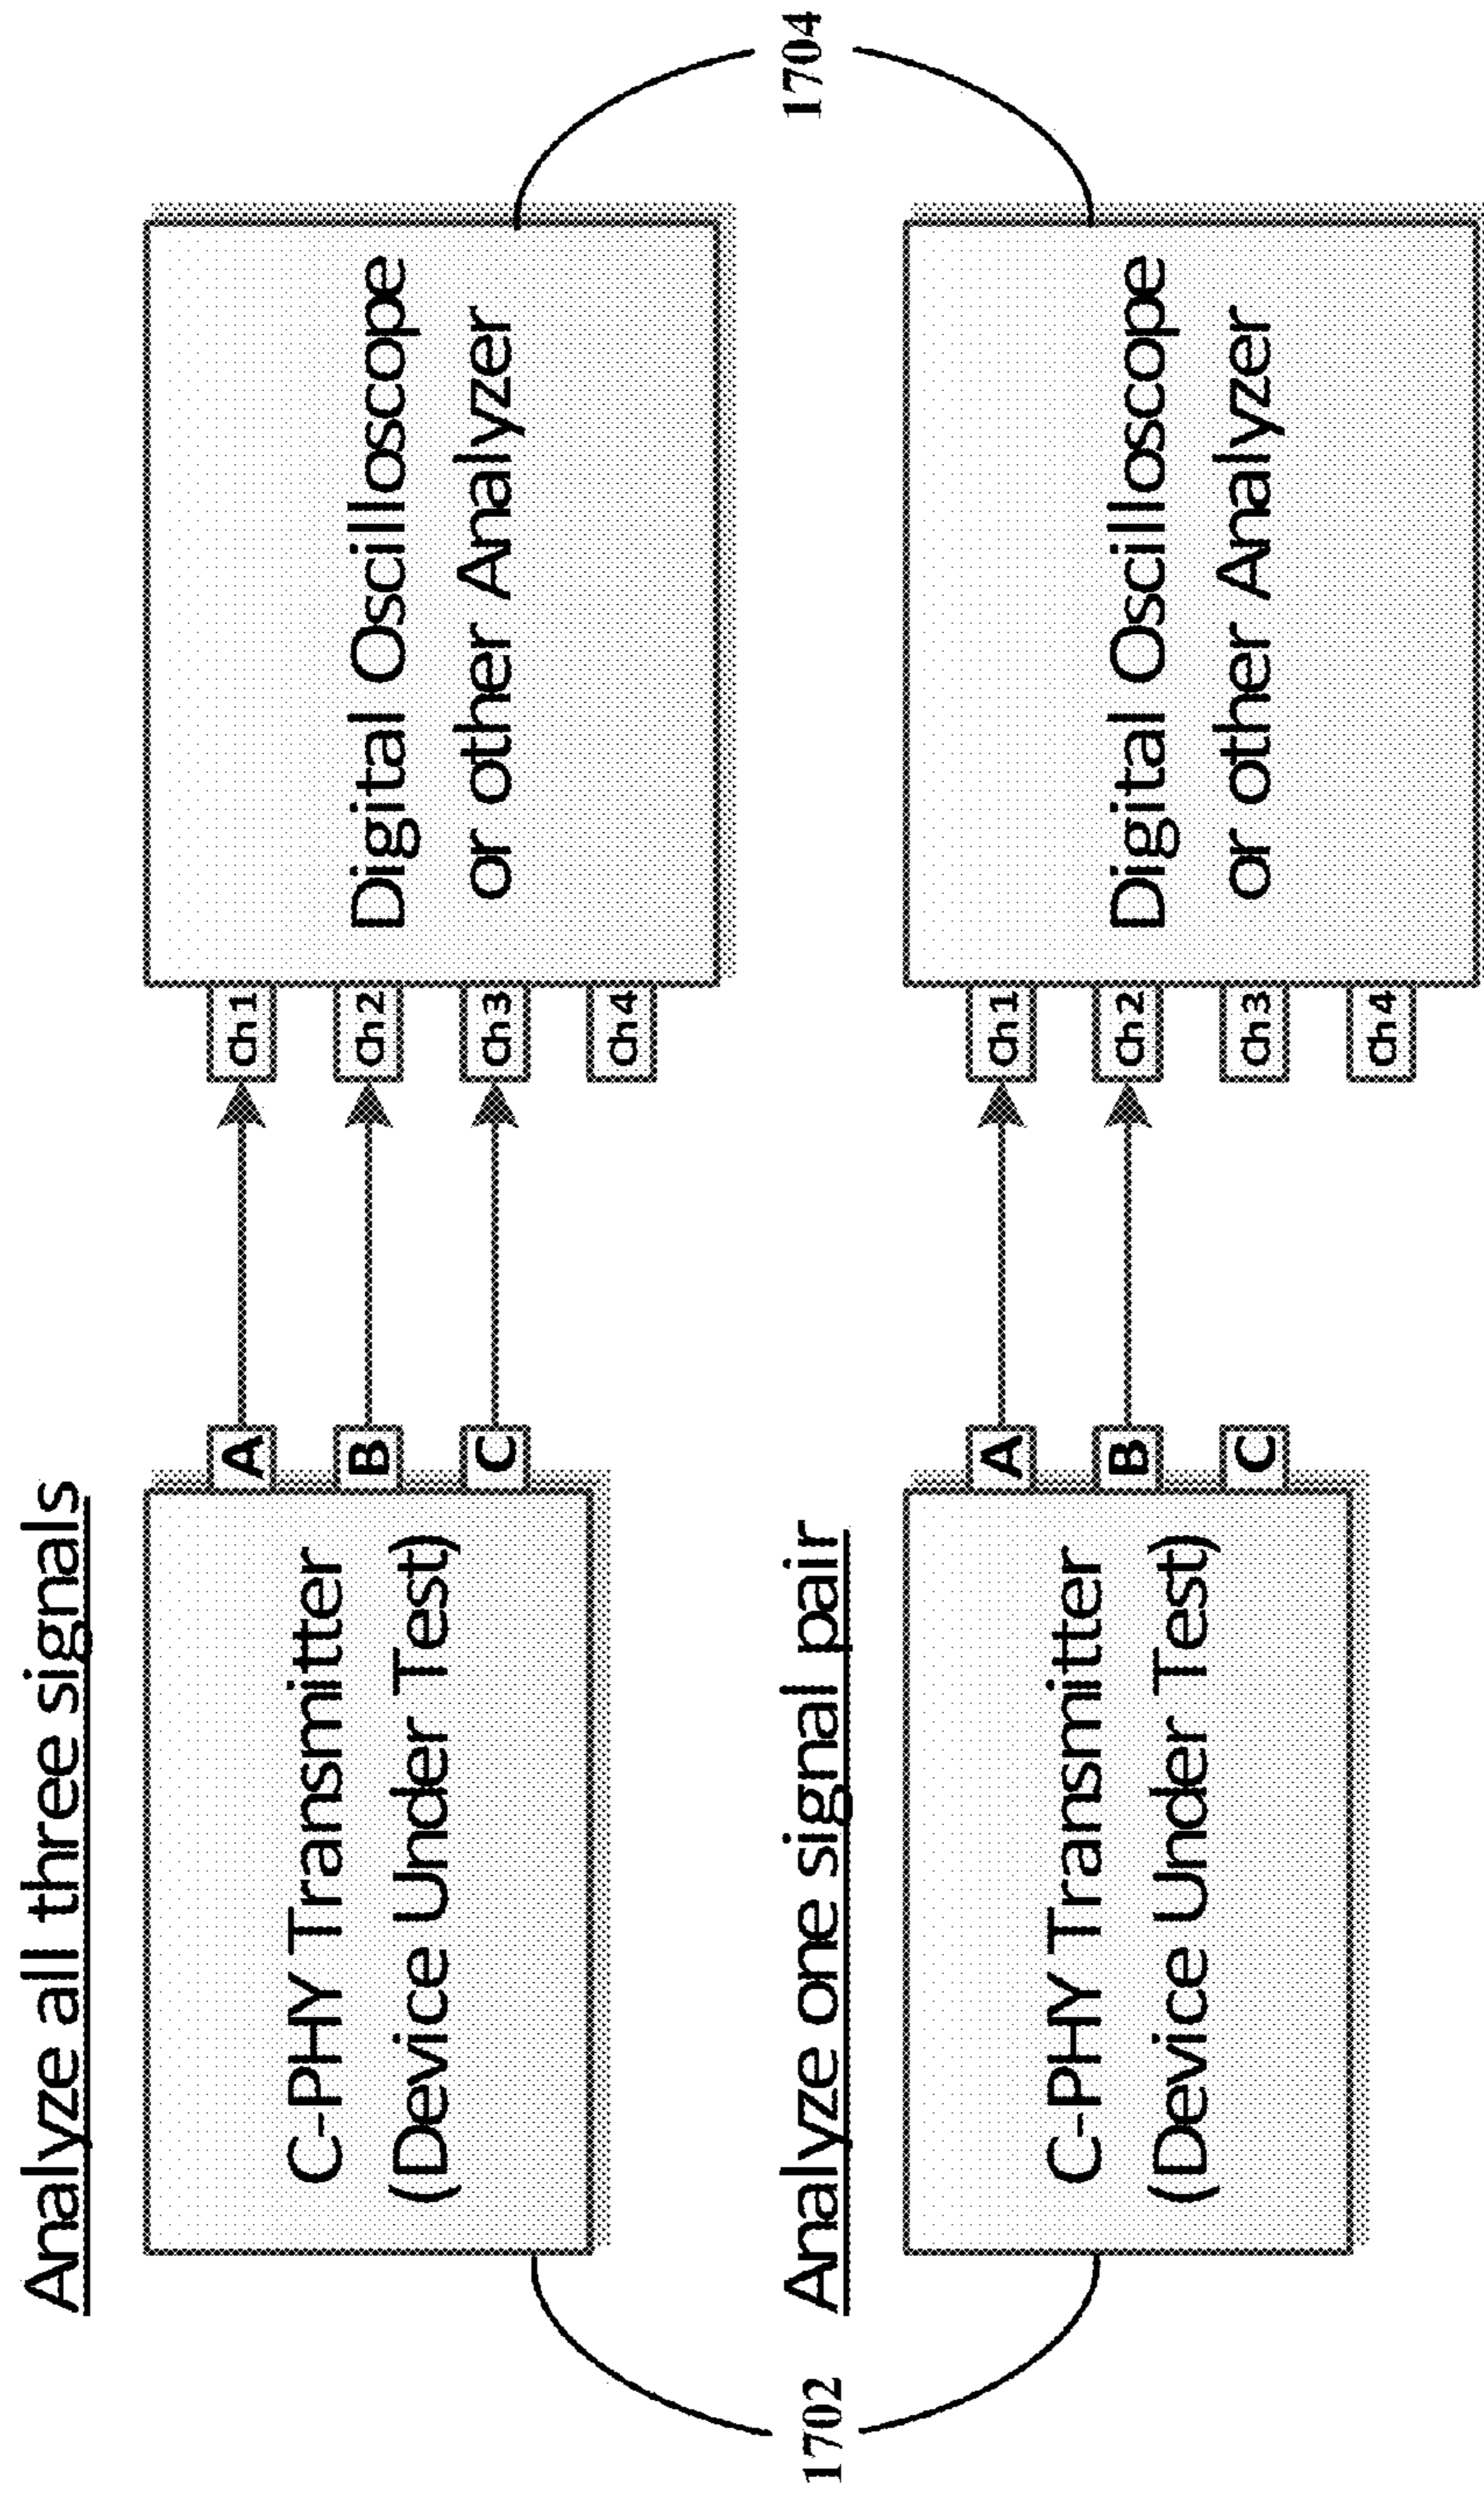 Analyze all three signals
C-PHY Transmitter
(Device Under Test)
A
B
C
ch1
ch2
ch3
ch4
Digital Oscilloscope
or other Analyzer
1702
1704
Analyze one signal pair
C-PHY Transmitter
(Device Under Test)
A
B
C
ch1
ch2
ch3
ch4
Digital Oscilloscope
or other Analyzer